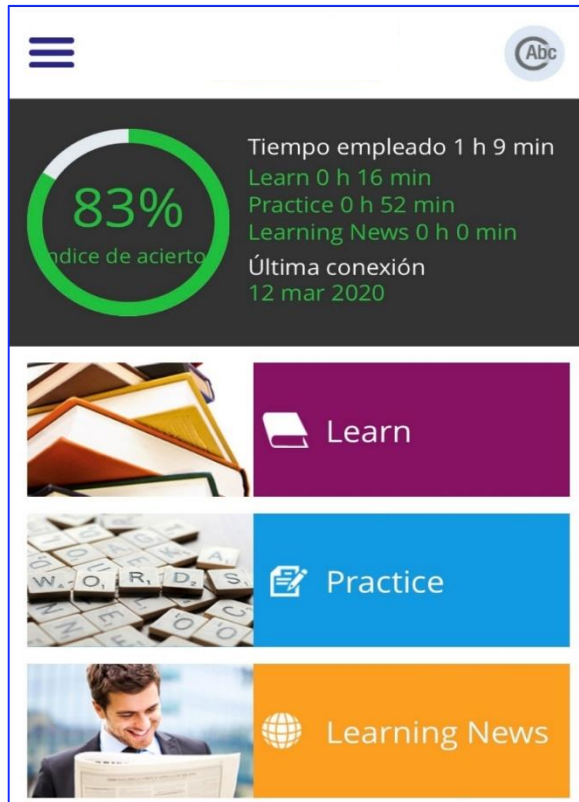 Abc
Tiempo empleado 1 h 9 min
Learn 0 h 16 min
Practice 0 h 52 min
Learning News 0 h 0 min
Última conexión
12 mar 2020
83%
ndice de acierto
Learn
W O R D S
Practice
Learning News